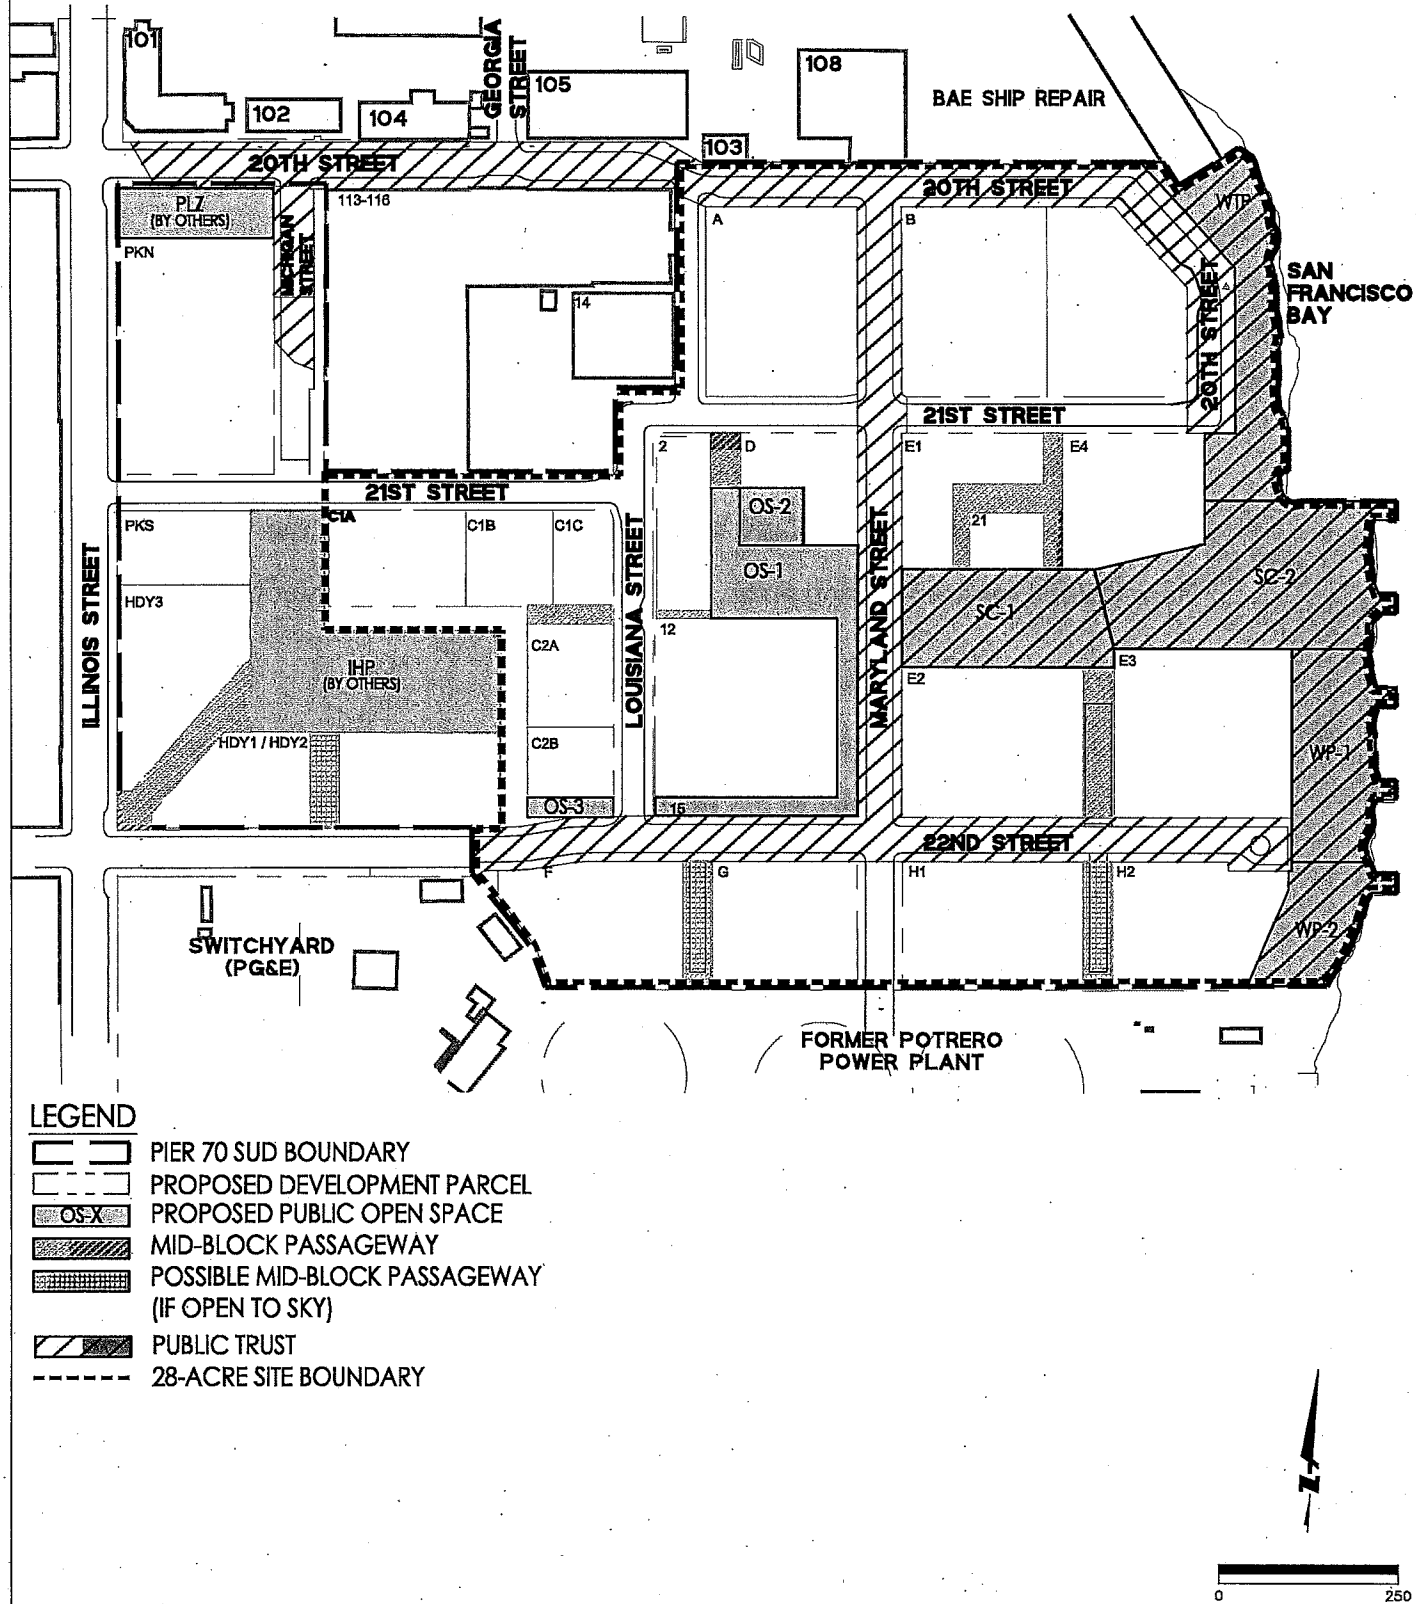 101
102
104
GEORGIA
STREET
105
103
108
BAE SHIP REPAIR
20TH STREET
20TH STREET
PLZ
(BY OTHERS)
MICHIGAN
STREET
113-116
A
B
WTP
PKN
14
20TH STREET
SAN
FRANCISCO
BAY
21ST STREET
2
D
E1
E4
21ST STREET
OS-2
21
PKS
C1A
C1B
C1C
ILLINOIS STREET
LOUISIANA STREET
MARYLAND STREET
OS-1
SC-2
HDY3
SC-1
12
C2A
IHP
(BY OTHERS)
E3
E2
HDY1 / HDY2
C2B
WP-1
OS-3
15
22ND STREET
F
G
H1
H2
WP-2
SWITCHYARD
(PG&E)
FORMER POTRERO
POWER PLANT
LEGEND
PIER 70 SUD BOUNDARY
PROPOSED DEVELOPMENT PARCEL
OS-X
PROPOSED PUBLIC OPEN SPACE
MID-BLOCK PASSAGEWAY
POSSIBLE MID-BLOCK PASSAGEWAY
(IF OPEN TO SKY)
PUBLIC TRUST
28-ACRE SITE BOUNDARY
N
0
250